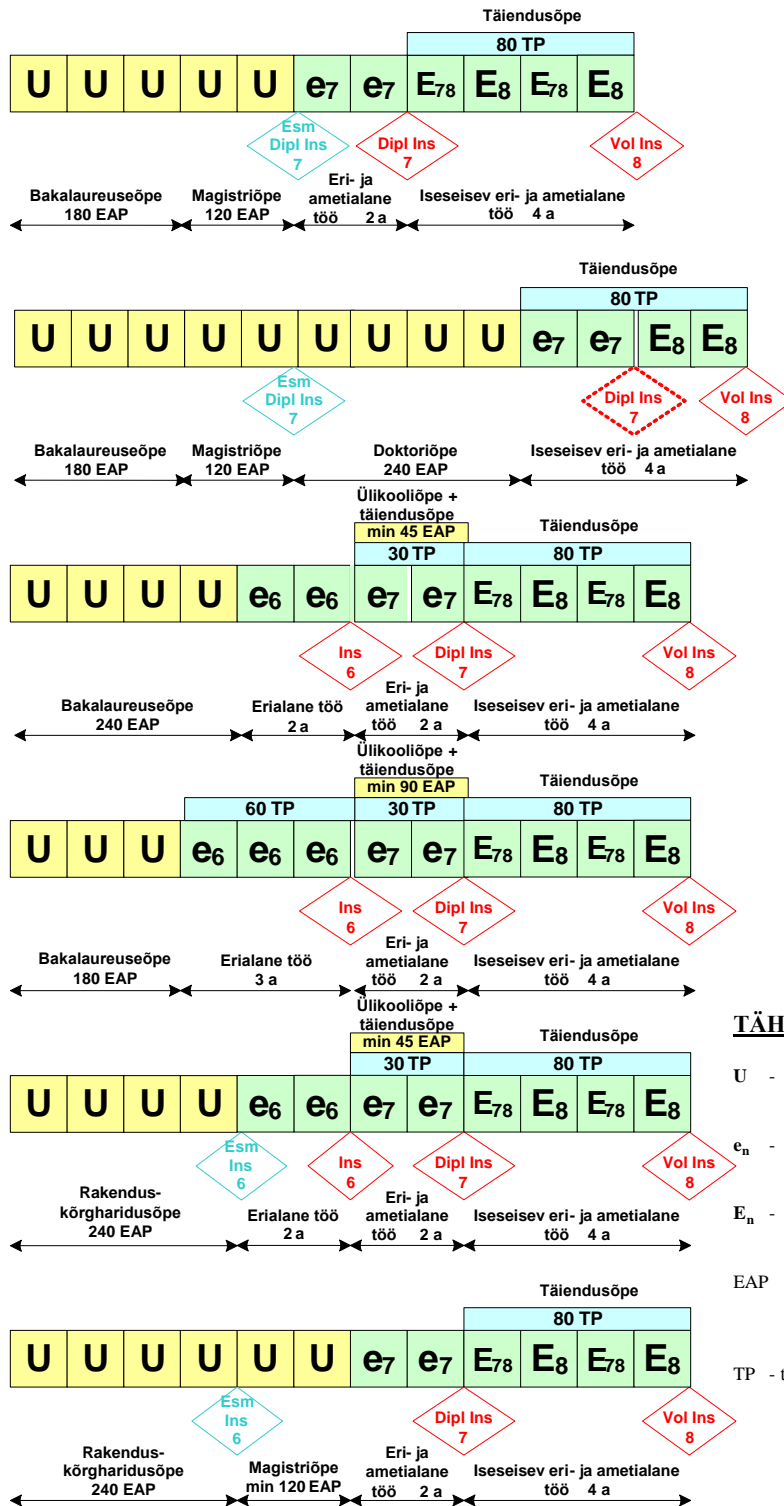 Täiendusõpe
80 TP
U U U U U e7 e7 E78 E8 E78 E8
Esm
Dipl Ins
7
Dipl Ins
7
Vol Ins
8
Bakalaureuseõpe
180 EAP
Magistriõpe
120 EAP
Eri- ja
ametialane
töö 2 a
Iseseisev eri- ja ametialane
töö 4 a
Täiendusõpe
80 TP
U U U U U U U U U e7 e7 E8 E8
Esm
Dipl Ins
7
Dipl Ins
7
Vol Ins
8
Bakalaureuseõpe
180 EAP
Magistriõpe
120 EAP
Doktoriõpe
240 EAP
Iseseisev eri- ja ametialane
töö 4 a
Ülikooliõpe +
täiendusõpe
min 45 EAP
30 TP
Täiendusõpe
80 TP
U U U U e6 e6 e7 e7 E78 E8 E78 E8
Ins
6
Dipl Ins
7
Vol Ins
8
Bakalaureuseõpe
240 EAP
Erialane töö
2 a
Eri- ja
ametialane
töö 2 a
Iseseisev eri- ja ametialane
töö 4 a
Ülikooliõpe +
täiendusõpe
min 90 EAP
60 TP
30 TP
Täiendusõpe
80 TP
U U U e6 e6 e6 e7 e7 E78 E8 E78 E8
Ins
6
Dipl Ins
7
Vol Ins
8
Bakalaureuseõpe
180 EAP
Erialane töö
3 a
Eri- ja
ametialane
töö 2 a
Iseseisev eri- ja ametialane
töö 4 a
Ülikooliõpe +
täiendusõpe
min 45 EAP
30 TP
Täiendusõpe
80 TP
U U U U e6 e6 e7 e7 E78 E8 E78 E8
Esm
Ins
6
Ins
6
Dipl Ins
7
Vol Ins
8
Rakendus-
kõrgharidusõpe
240 EAP
Erialane töö
2 a
Eri- ja
ametialane
töö 2 a
Iseseisev eri- ja ametialane
töö 4 a
Täiendusõpe
80 TP
U U U U U U e7 e7 E78 E8 E78 E8
Esm
Ins
6
Dipl Ins
7
Vol Ins
8
Rakendus-
kõrgharidusõpe
240 EAP
Magistriõpe
min 120 EAP
Eri- ja
ametialane
töö 2 a
Iseseisev eri- ja ametialane
töö 4 a
TÄH
U -
en -
En -
EAP
TP - t